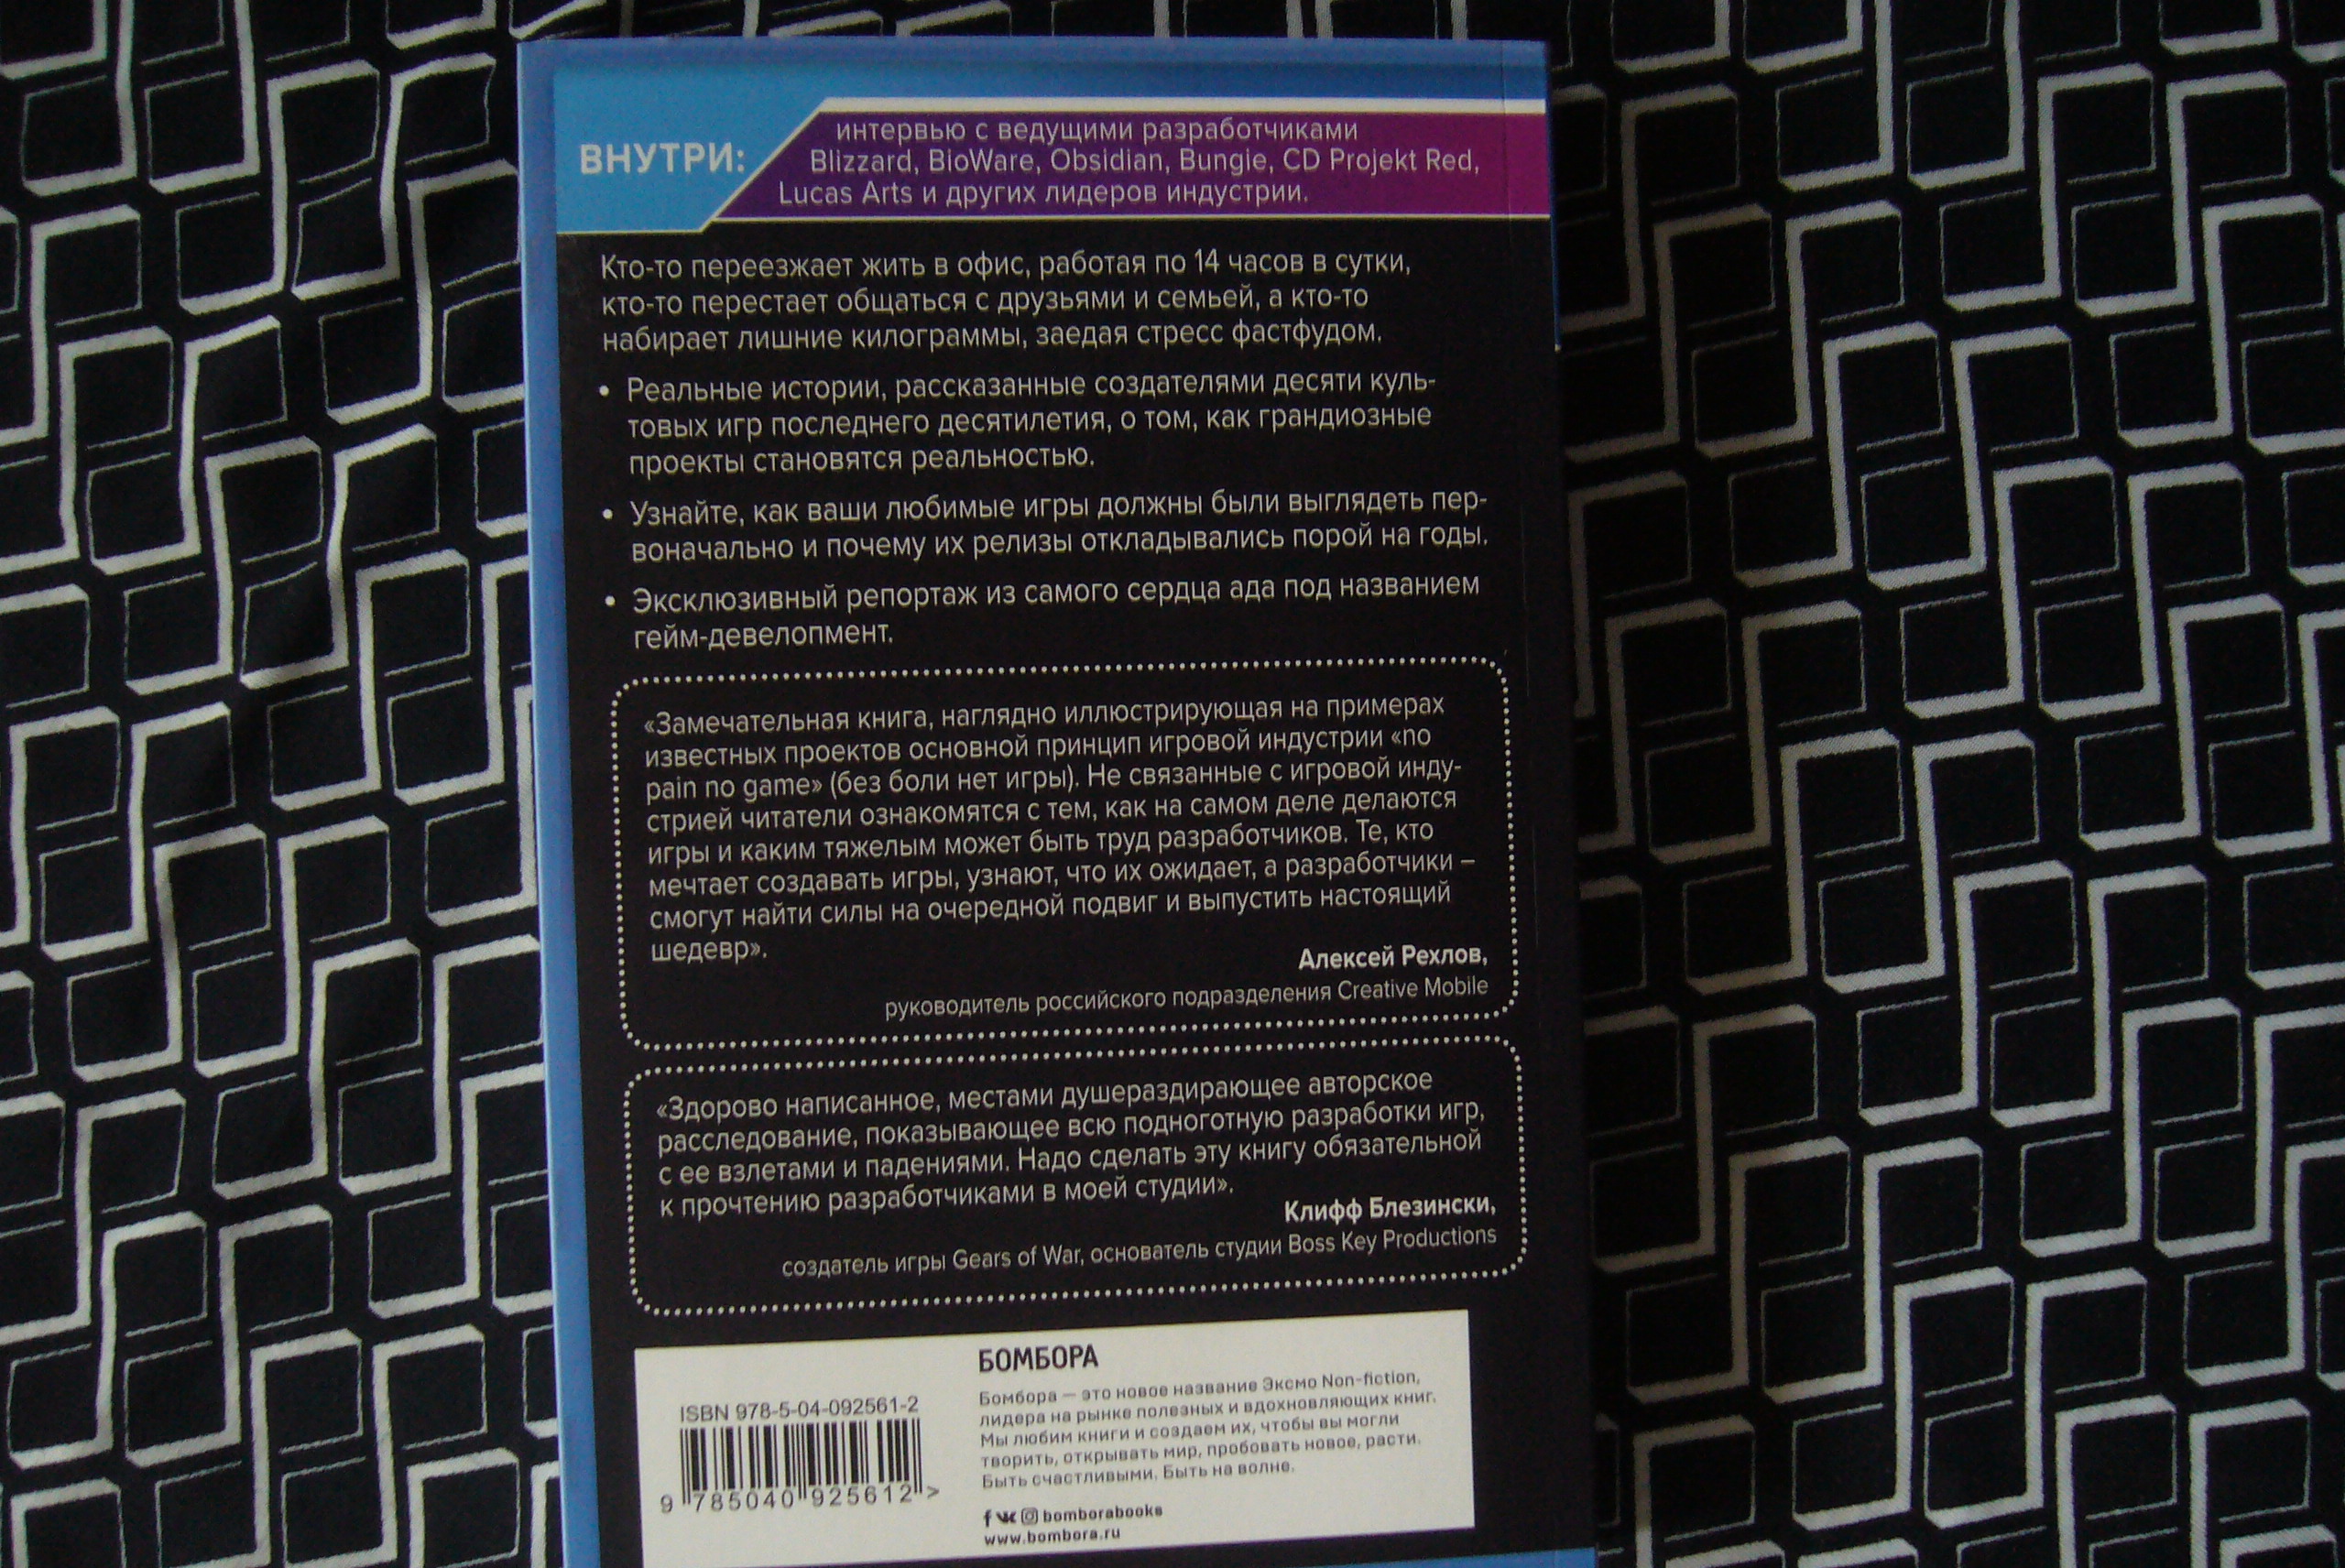 ВНУТРИ:
интервью с ведущими разработчиками
Blizzard, BioWare, Obsidian, Bungie, CD Projekt Red,
Lucas Arts и других лидеров индустрии.
Кто-то переезжает жить в офис, работая по 14 часов в сутки,
кто-то перестает общаться с друзьями и семьей, а кто-то
набирает лишние килограммы, заедая стресс фастфудом.
• Реальные истории, рассказанные создателями десяти куль-
товых игр последнего десятилетия, о том, как грандиозные
проекты становятся реальностью.
• Узнайте, как ваши любимые игры должны были выглядеть пер-
воначально и почему их релизы откладывались порой на годы.
• Эксклюзивный репортаж из самого сердца ада под названием
гейм-девелопмент.
«Замечательная книга, наглядно иллюстрирующая на примерах
известных проектов основной принцип игровой индустрии «no
pain no game» (без боли нет игры). Не связанные с игровой инду-
стрией читатели ознакомятся с тем, как на самом деле делаются
игры и каким тяжелым может быть труд разработчиков. Те, кто
мечтает создавать игры, узнают, что их ожидает, а разработчики –
смогут найти силы на очередной подвиг и выпустить настоящий
шедевр».
Алексей Рехлов,
руководитель российского подразделения Creative Mobile
«Здорово написанное, местами душераздирающее авторское
расследование, показывающее всю подноготную разработки игр,
с ее взлетами и падениями. Надо сделать эту книгу обязательной
к прочтению разработчиками в моей студии».
Клифф Блезински,
создатель игры Gears of War, основатель студии Boss Key Productions
ISBN 978-5-04-092561-2
9 785040 925612 >
БОМБОРА
Бомбора — это новое название Эксмо Non-fiction,
лидера на рынке полезных и вдохновляющих книг.
Мы любим книги и создаем их, чтобы вы могли
творить, открывать мир, пробовать новое, расти.
Быть счастливыми. Быть на волне.
bomborabooks
www.bombora.ru